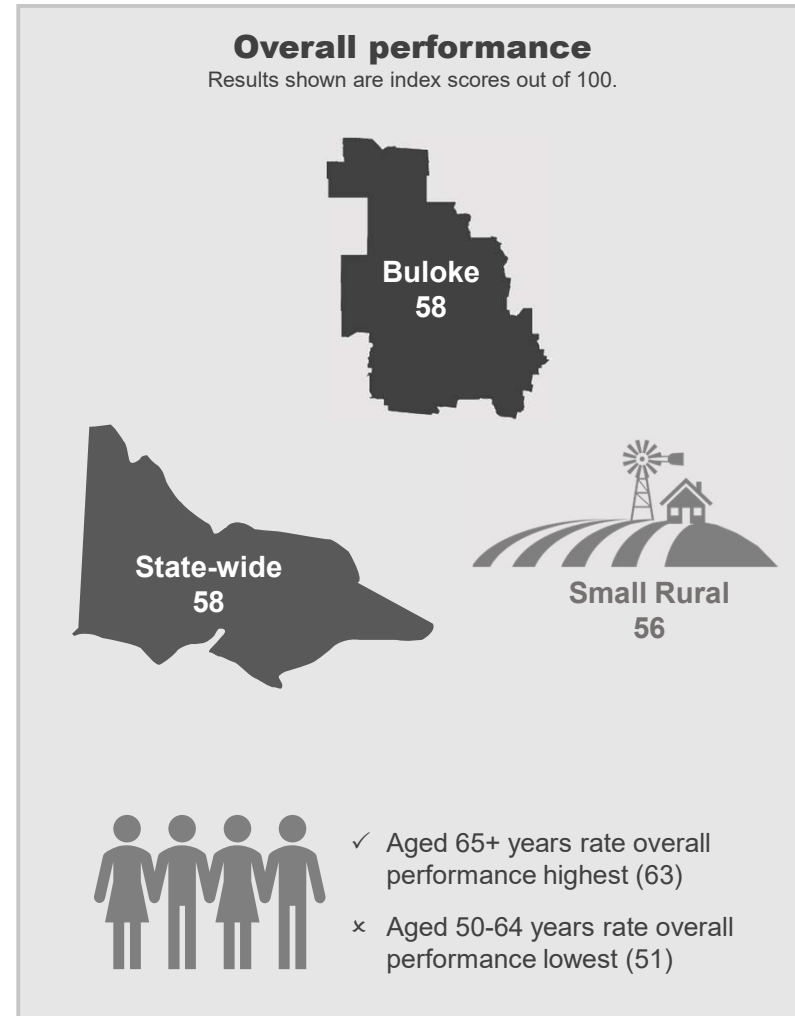 Overall performance
Results shown are index scores out of 100.
Buloke
58
State-wide
58
Small Rural
56
✓ Aged 65+ years rate overall
performance highest (63)
× Aged 50-64 years rate overall
performance lowest (51)